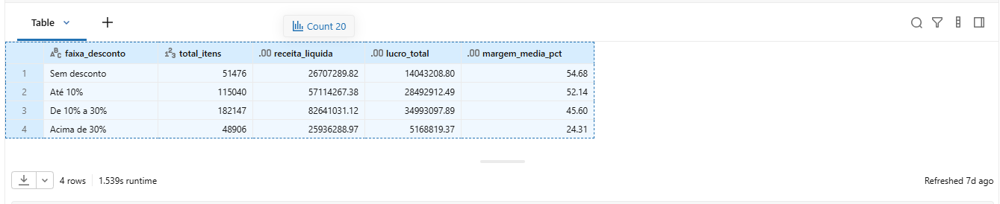 Table
Count 20
faixa_desconto total_itens .00 receita_liquida .00 lucro_total .00 margem_media_pct
1 Sem desconto 51476 26707289.82 14043208.80 54.68
2 Até 10% 115040 57114267.38 28492912.49 52.14
3 De 10% a 30% 182147 82641031.12 34993097.89 45.60
4 Acima de 30% 48906 25936288.97 5168819.37 24.31
4 rows 1.539s runtime Refreshed 7d ago